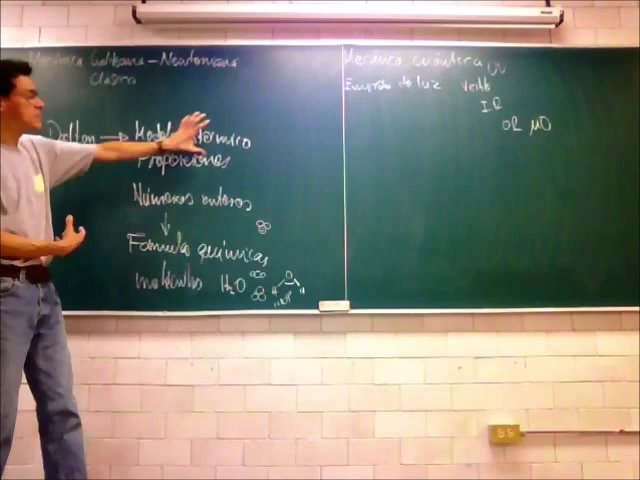 Mecánica Galileana - Newtoniana
Clásica
Dalton → Modelo atómico
Proporciones
Números enteros
↓
Formulas químicas
moléculas H₂O
H O H
Mecánica cuántica UV
Emisión de luz Visible
IR
OR μO